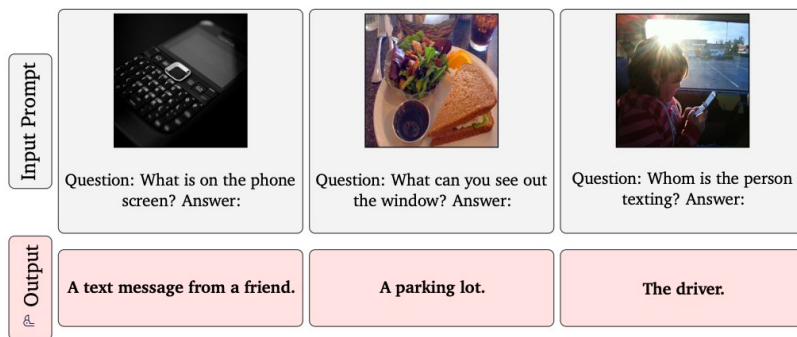 Input Prompt
Question: What is on the phone
screen? Answer:
Question: What can you see out
the window? Answer:
Question: Whom is the person
texting? Answer:
Output
A text message from a friend.
A parking lot.
The driver.